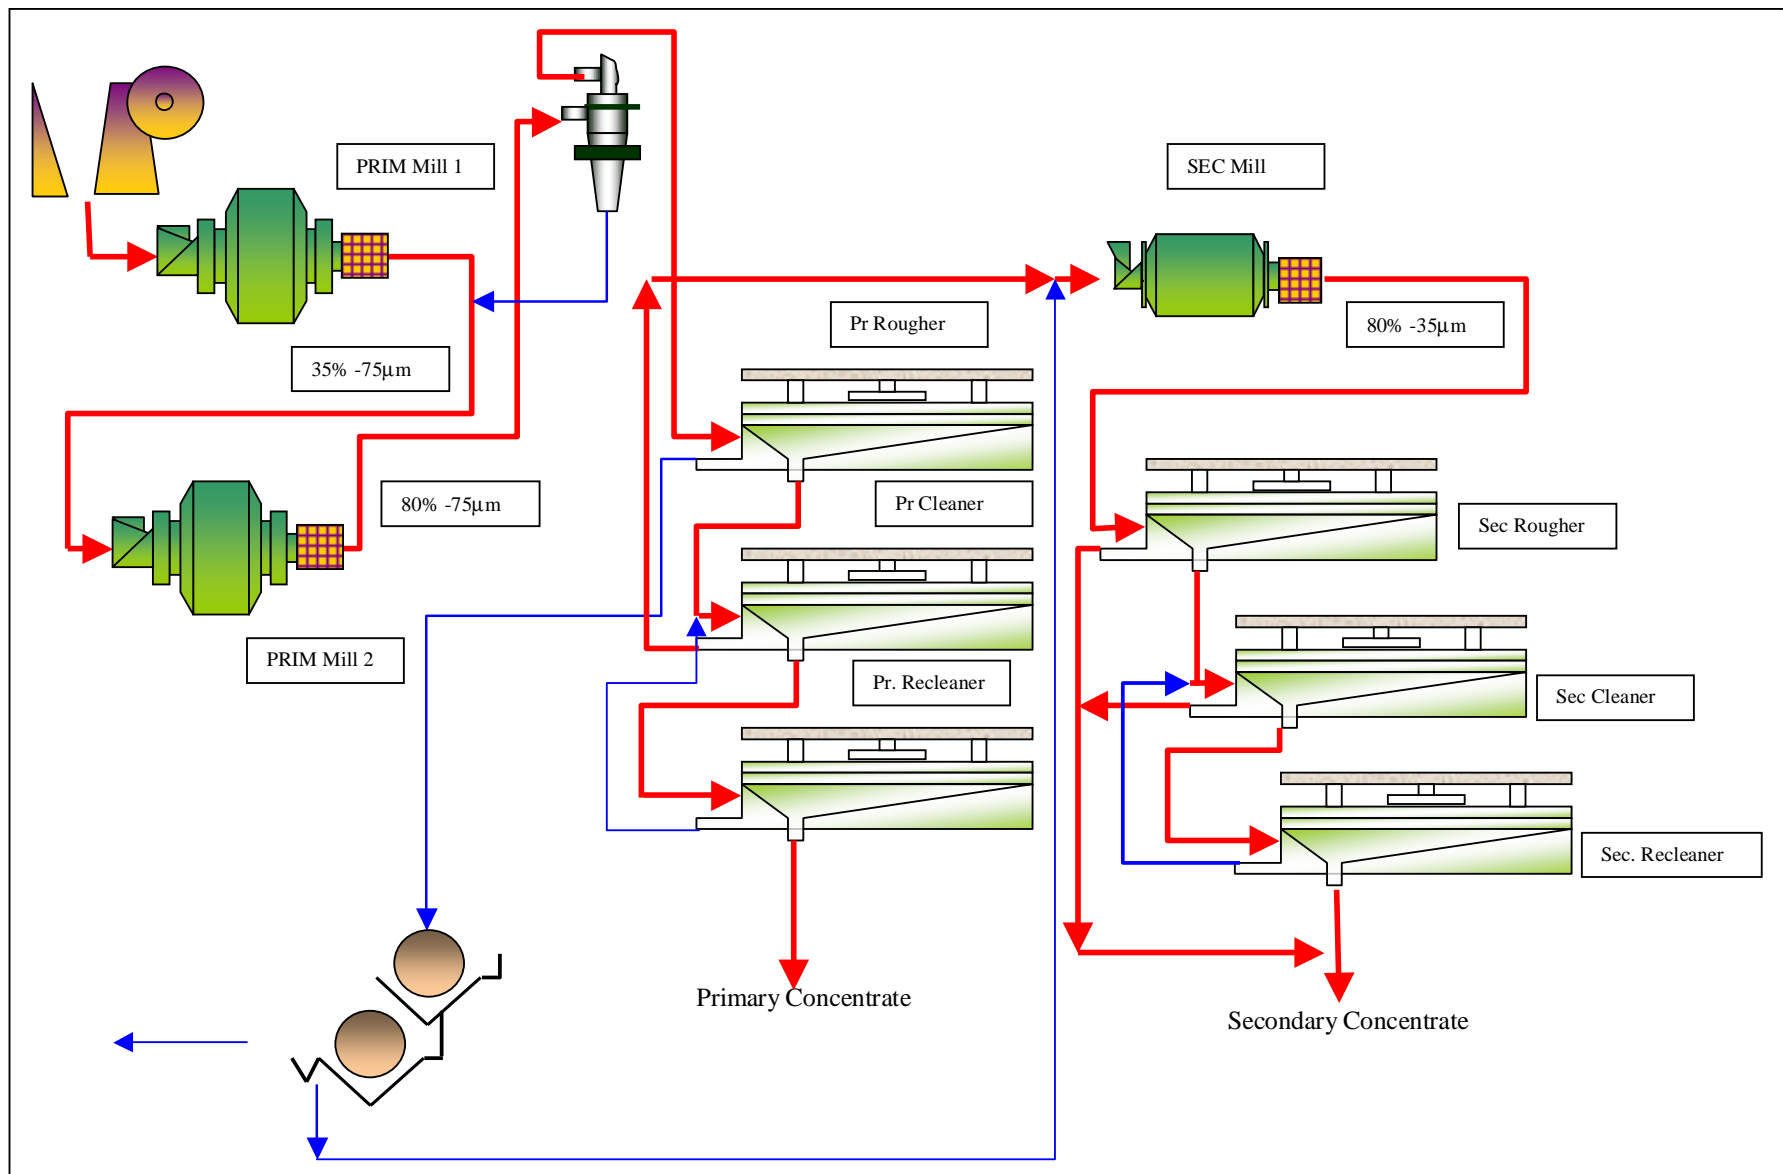 PRIM Mill 1
SEC Mill
Pr Rougher
80% -35µm
35% -75µm
80% -75µm
Pr Cleaner
Sec Rougher
PRIM Mill 2
Pr. Recleaner
Sec Cleaner
Sec. Recleaner
Primary Concentrate
Secondary Concentrate